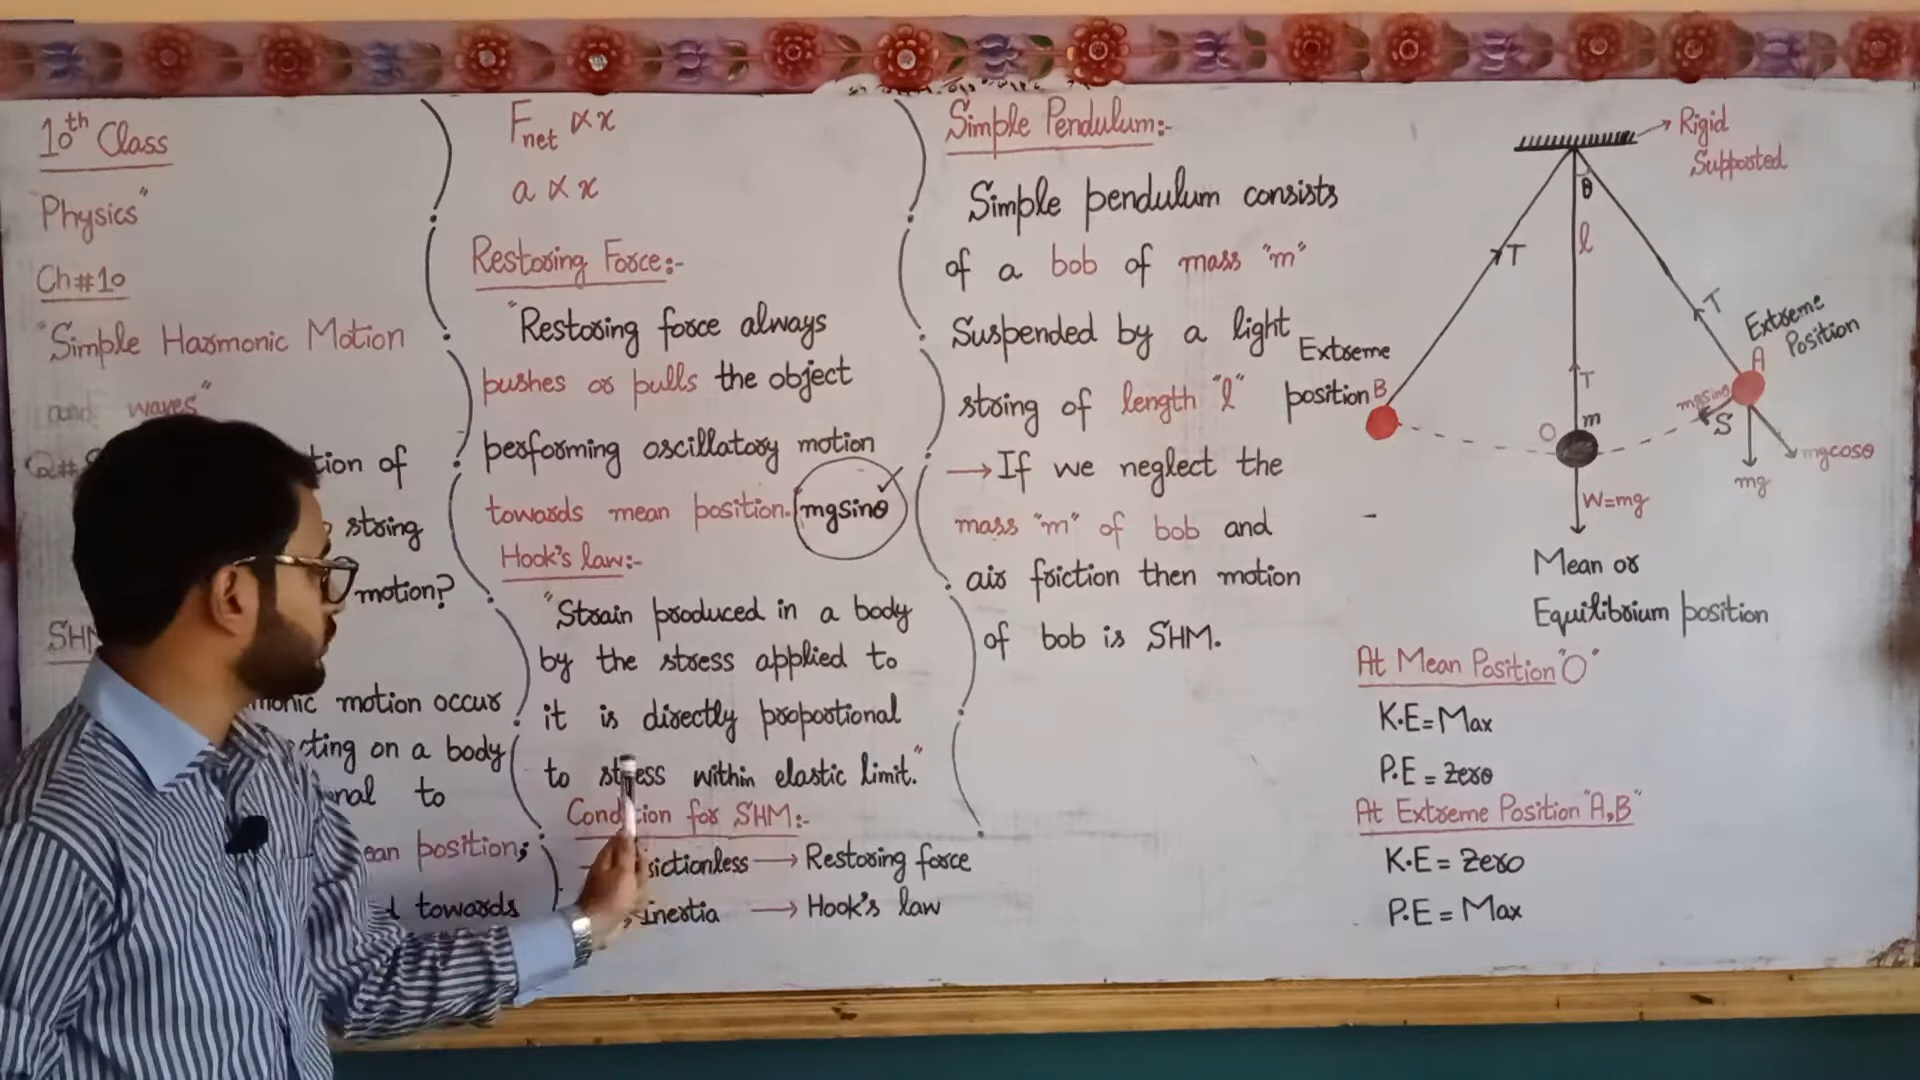 10th Class
"Physics"
Ch#10
"Simple Harmonic Motion
and waves"
Q#
tion of
string
motion?
SHM
monic motion occurs
cting on a body
nal to
ean position;
towards
Fnet ∝ x
a ∝ x
Restoring Force:-
"Restoring force always
pushes or pulls the object
performing oscillatory motion
towards mean position. mgsinθ ✓
Hook's law:-
"Strain produced in a body
by the stress applied to
it is directly proportional
to stress within elastic limit."
Condition for SHM:-
rictionless → Restoring force
inertia → Hook's law
Simple Pendulum:-
Simple pendulum consists
of a bob of mass "m"
Suspended by a light
string of length "l"
→ If we neglect the
mass "m" of bob and
air friction then motion
of bob is SHM.
Rigid
Supported
θ
l
T
T
T
Extreme
Position
A
Extreme
position B
mgsinθ
S
O
m
mgcosθ
mg
W=mg
Mean or
Equilibrium position
At Mean Position "O"
K.E = Max
P.E = Zero
At Extreme Position "A,B"
K.E = Zero
P.E = Max